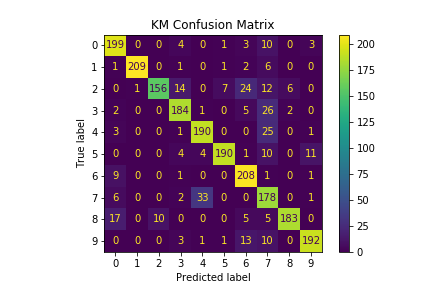 KM Confusion Matrix
0 199 0 0 4 0 1 3 10 0 3
1 1 209 0 1 0 1 2 6 0 0
2 0 1 156 14 0 7 24 12 6 0
3 2 0 0 184 1 0 5 26 2 0
4 3 0 0 1 190 0 0 25 0 1
5 0 0 0 4 4 190 1 10 0 11
6 9 0 0 1 0 0 208 1 0 1
7 6 0 0 2 33 0 0 178 0 1
8 17 0 10 0 0 0 5 5 183 0
9 0 0 0 3 1 1 13 10 0 192
0 1 2 3 4 5 6 7 8 9
Predicted label
True label
200
175
150
125
100
75
50
25
0